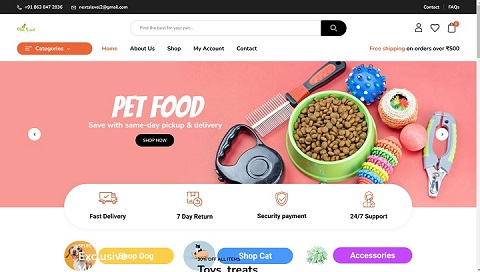 +91 863 047 2036 nextsleved2@gmail.com Contact FAQs
Find the best for your pet...
0
Categories Home About Us Shop My Account Contact Free shipping on orders over ₹500
PET FOOD
Save with same-day pickup & delivery
SHOP NOW
Fast Delivery 7 Day Return Security payment 24/7 Support
Exclusive Shop Dog 30% OFF ALL ITEMS Shop Cat Accessories
Toys, treats